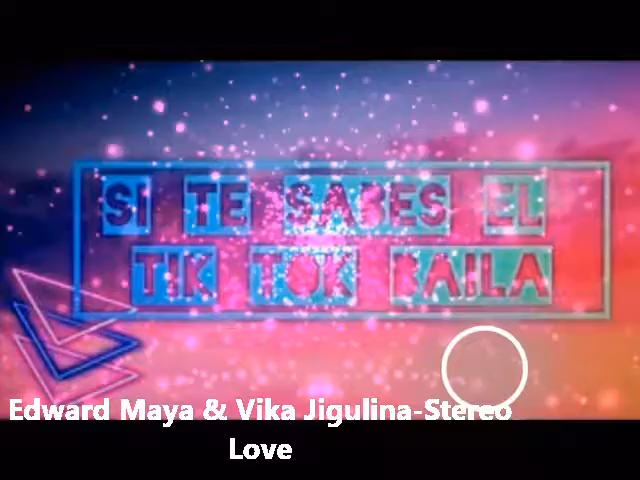 SI TE SABES EL
TIK TOK BAILA
Edward Maya & Vika Jigulina-Stereo
Love